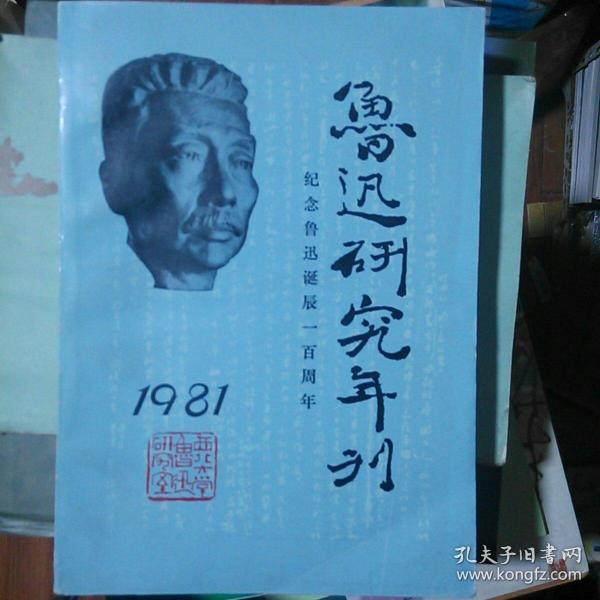 魯迅研究年刊
纪念鲁迅诞辰一百周年
1981
西北大学
鲁迅
研究室
孔夫子旧书网
www.kongfz.com